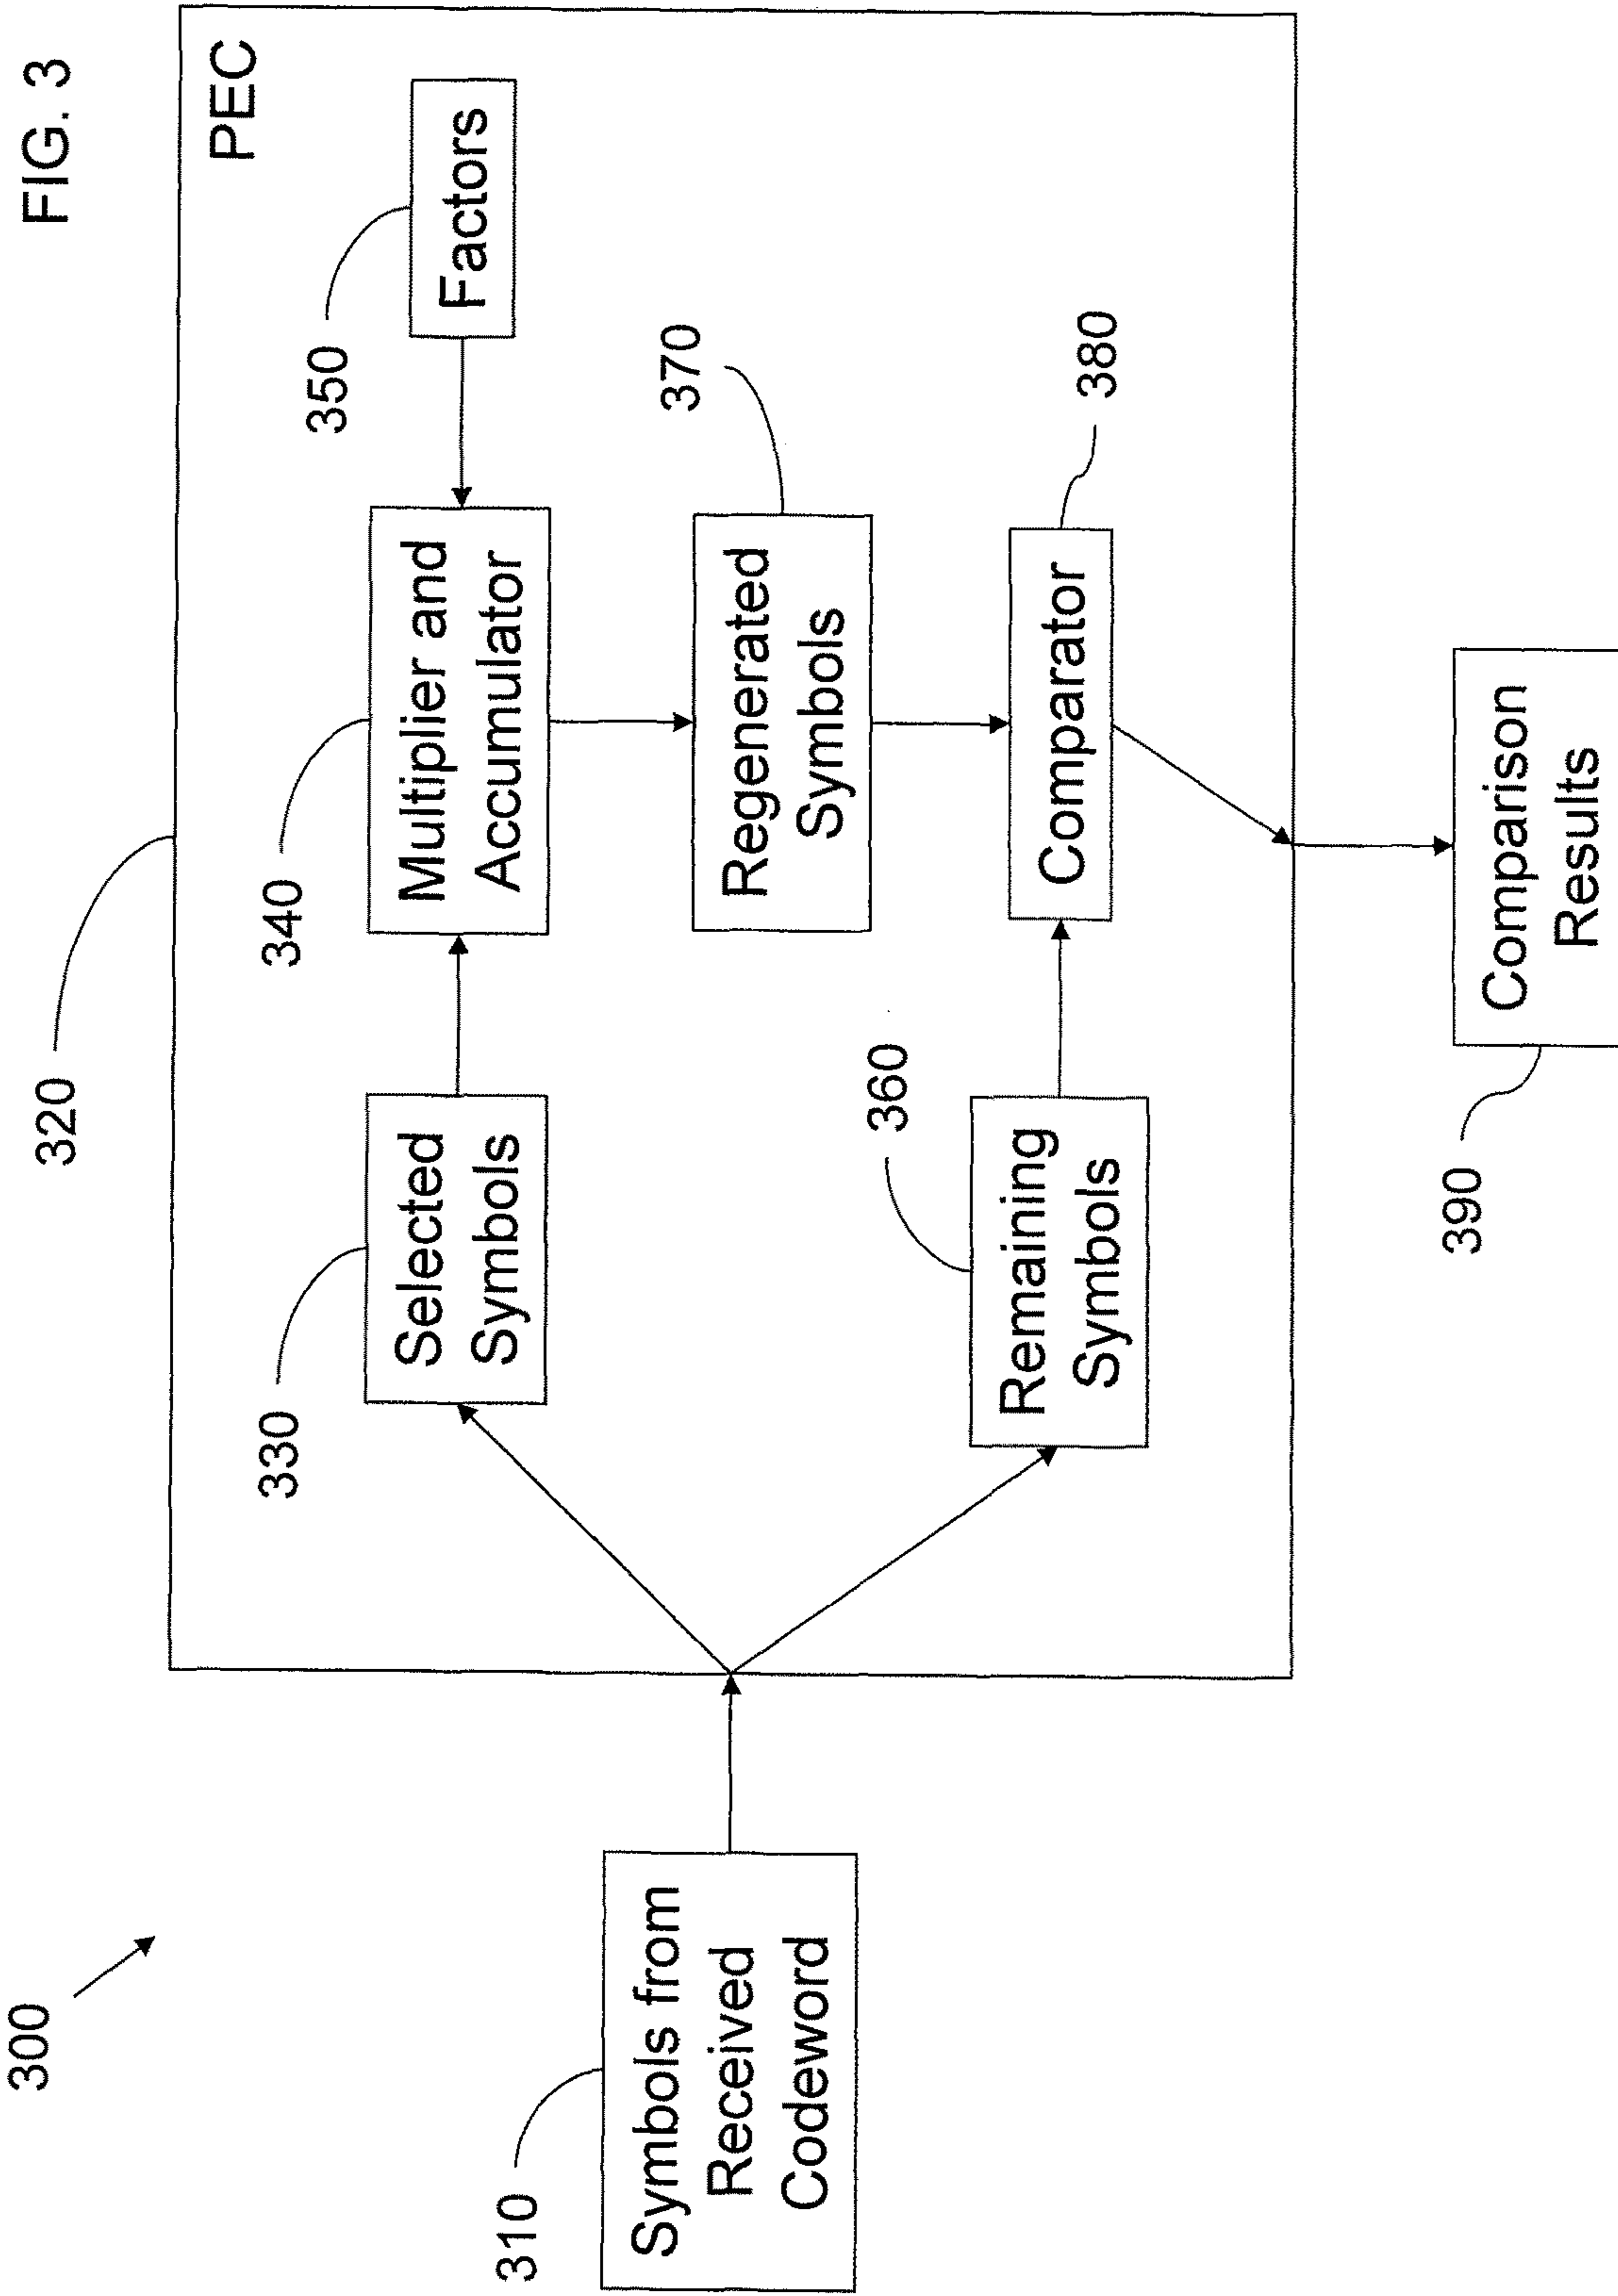 FIG. 3
300
320
PEC
310
Symbols from
Received
Codeword
330
Selected
Symbols
340
Multiplier and
Accumulator
350
Factors
370
Regenerated
Symbols
360
Remaining
Symbols
380
Comparator
390
Comparison
Results